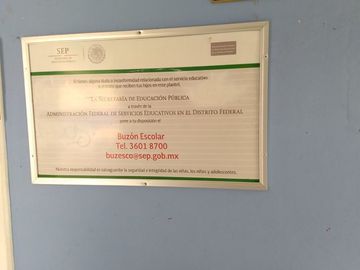 SEP
Si tienes alguna duda o inconformidad relacionada con el servicio educativo
o atención que reciben tus hijos en este plantel,
LA SECRETARÍA DE EDUCACIÓN PÚBLICA
a través de la
ADMINISTRACIÓN FEDERAL DE SERVICIOS EDUCATIVOS EN EL DISTRITO FEDERAL
pone a tu disposición el
Buzón Escolar
Tel. 3601 8700
buzesco@sep.gob.mx
Nuestra responsabilidad es salvaguardar la seguridad e integridad de las niñas, los niños y adolescentes.